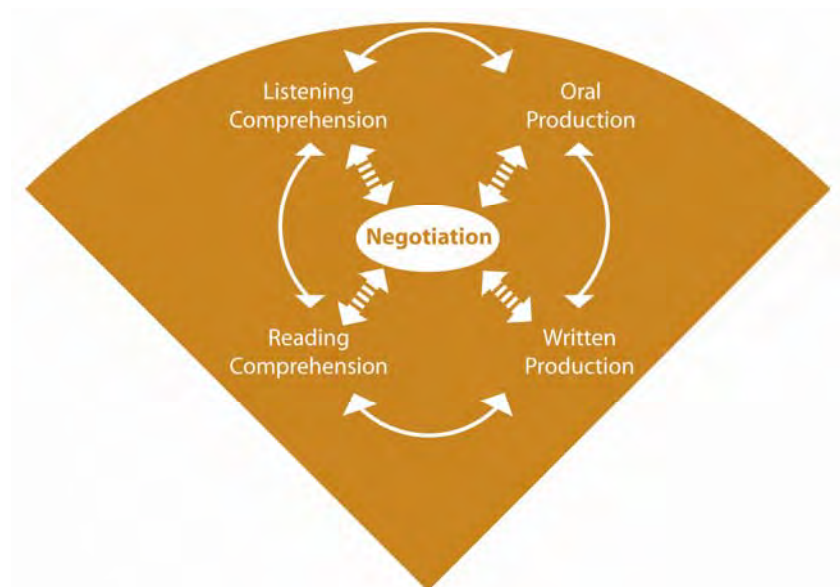 Listening
Comprehension
Oral
Production
Negotiation
Reading
Comprehension
Written
Production